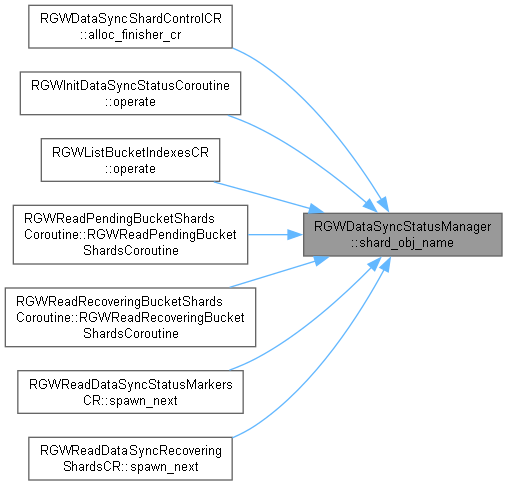 RGWDataSyncShardControlCR
::alloc_finisher_cr
RGWInitDataSyncStatusCoroutine
::operate
RGWListBucketIndexesCR
::operate
RGWReadPendingBucketShards
Coroutine::RGWReadPendingBucket
ShardsCoroutine
RGWDataSyncStatusManager
::shard_obj_name
RGWReadRecoveringBucketShards
Coroutine::RGWReadRecoveringBucket
ShardsCoroutine
RGWReadDataSyncStatusMarkers
CR::spawn_next
RGWReadDataSyncRecovering
ShardsCR::spawn_next